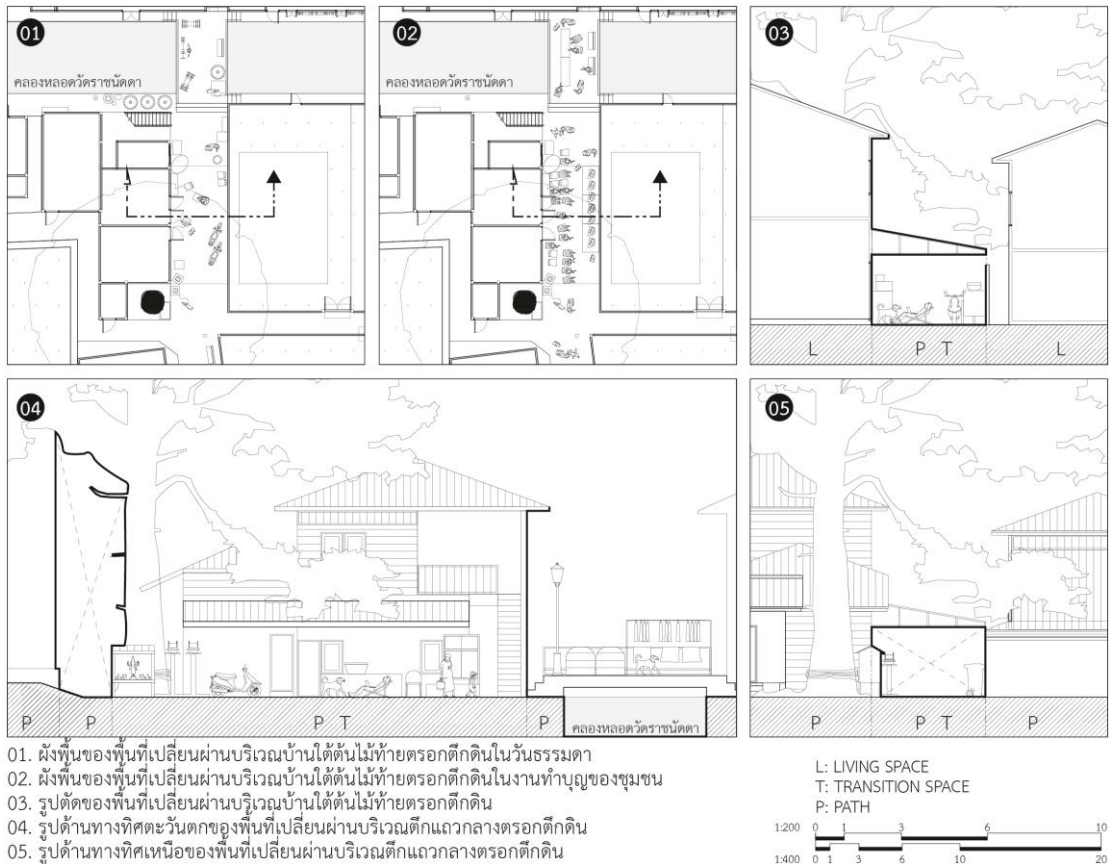 01
คลองหลอดวัดราชนัดดา
02
คลองหลอดวัดราชนัดดา
03
L P T L
04
P P P T P
คลองหลอดวัดราชนัดดา
05
P P T P
01. ผังพื้นของพื้นที่เปลี่ยนผ่านบริเวณบ้านใต้ต้นไม้ท้ายตรอกตึกดินในวันธรรมดา
02. ผังพื้นของพื้นที่เปลี่ยนผ่านบริเวณบ้านใต้ต้นไม้ท้ายตรอกตึกดินในงานทำบุญของชุมชน
03. รูปตัดของพื้นที่เปลี่ยนผ่านบริเวณบ้านใต้ต้นไม้ท้ายตรอกตึกดิน
04. รูปด้านทางทิศตะวันตกของพื้นที่เปลี่ยนผ่านบริเวณตึกแถวกลางตรอกตึกดิน
05. รูปด้านทางทิศเหนือของพื้นที่เปลี่ยนผ่านบริเวณตึกแถวกลางตรอกตึกดิน
L: LIVING SPACE
T: TRANSITION SPACE
P: PATH
1:200 0 1 3 6 10
1:400 0 1 3 6 10 20